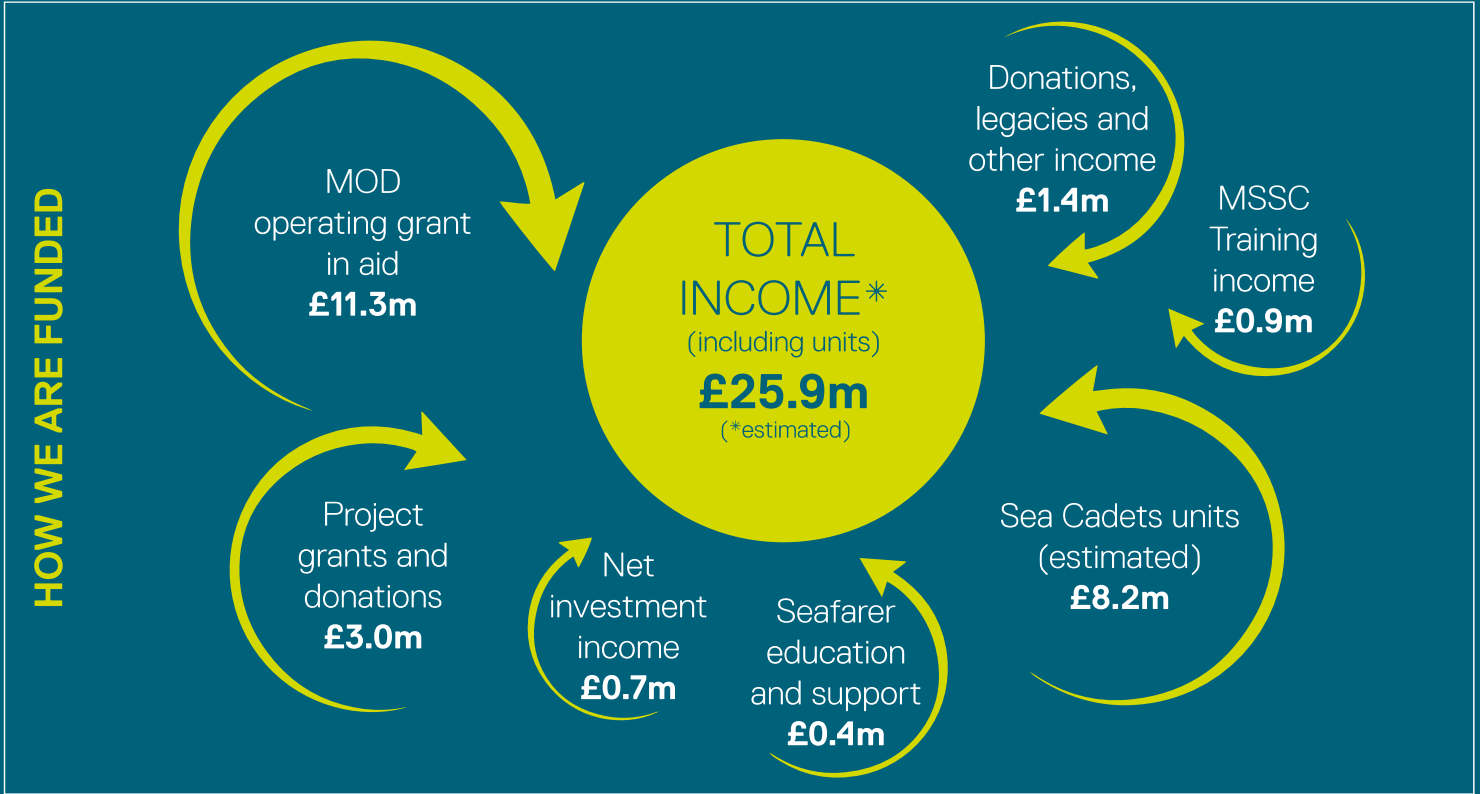 HOW WE ARE FUNDED
MOD
operating grant
in aid
£11.3m
Project
grants and
donations
£3.0m
Net
investment
income
£0.7m
TOTAL
INCOME*
(including units)
£25.9m
(*estimated)
Seafarer
education
and support
£0.4m
Donations,
legacies and
other income
£1.4m
MSSC
Training
income
£0.9m
Sea Cadets units
(estimated)
£8.2m